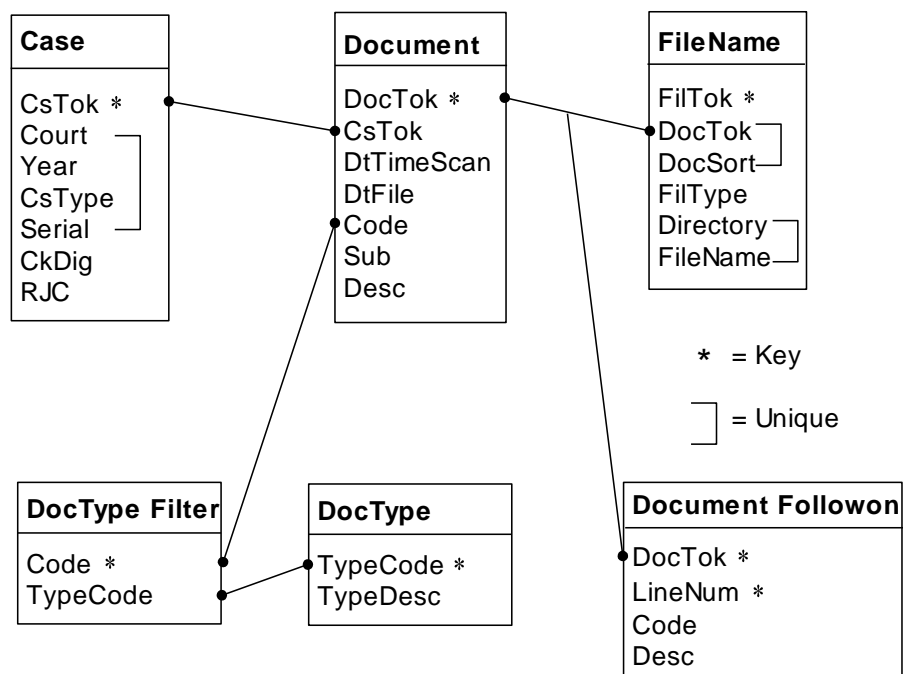 Case
CsTok *
Court
Year
CsType
Serial
CkDig
RJC
Document
DocTok *
CsTok
DtTimeScan
DtFile
Code
Sub
Desc
FileName
FilTok *
DocTok
DocSort
FilType
Directory
FileName
* = Key
= Unique
DocType Filter
Code *
TypeCode
DocType
TypeCode *
TypeDesc
Document Followon
DocTok *
LineNum *
Code
Desc